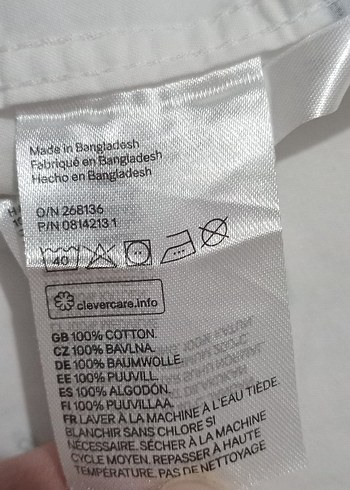 Made in Bangladesh
Fabriqué en Bangladesh
Hecho en Bangladesh
O/N 268136
P/N 0814213 1
40
clevercare.info
GB 100% COTTON.
CZ 100% BAVLNA.
DE 100% BAUMWOLLE.
EE 100% PUUVILL.
ES 100% ALGODÓN.
FI 100% PUUVILLAA.
FR LAVER À LA MACHINE À L'EAU TIÈDE.
BLANCHIR SANS CHLORE SI
NÉCESSAIRE. SÉCHER À LA MACHINE
CYCLE MOYEN. REPASSER À HAUTE
TEMPÉRATURE. PAS DE NETTOYAGE